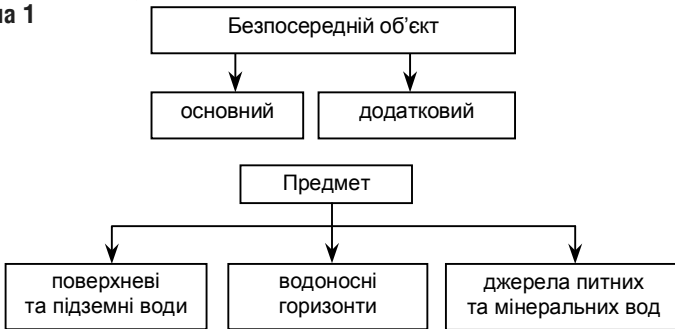 на 1
Безпосередній об’єкт
основний
додатковий
Предмет
поверхневі
та підземні води
водоносні
горизонти
джерела питних
та мінеральних вод